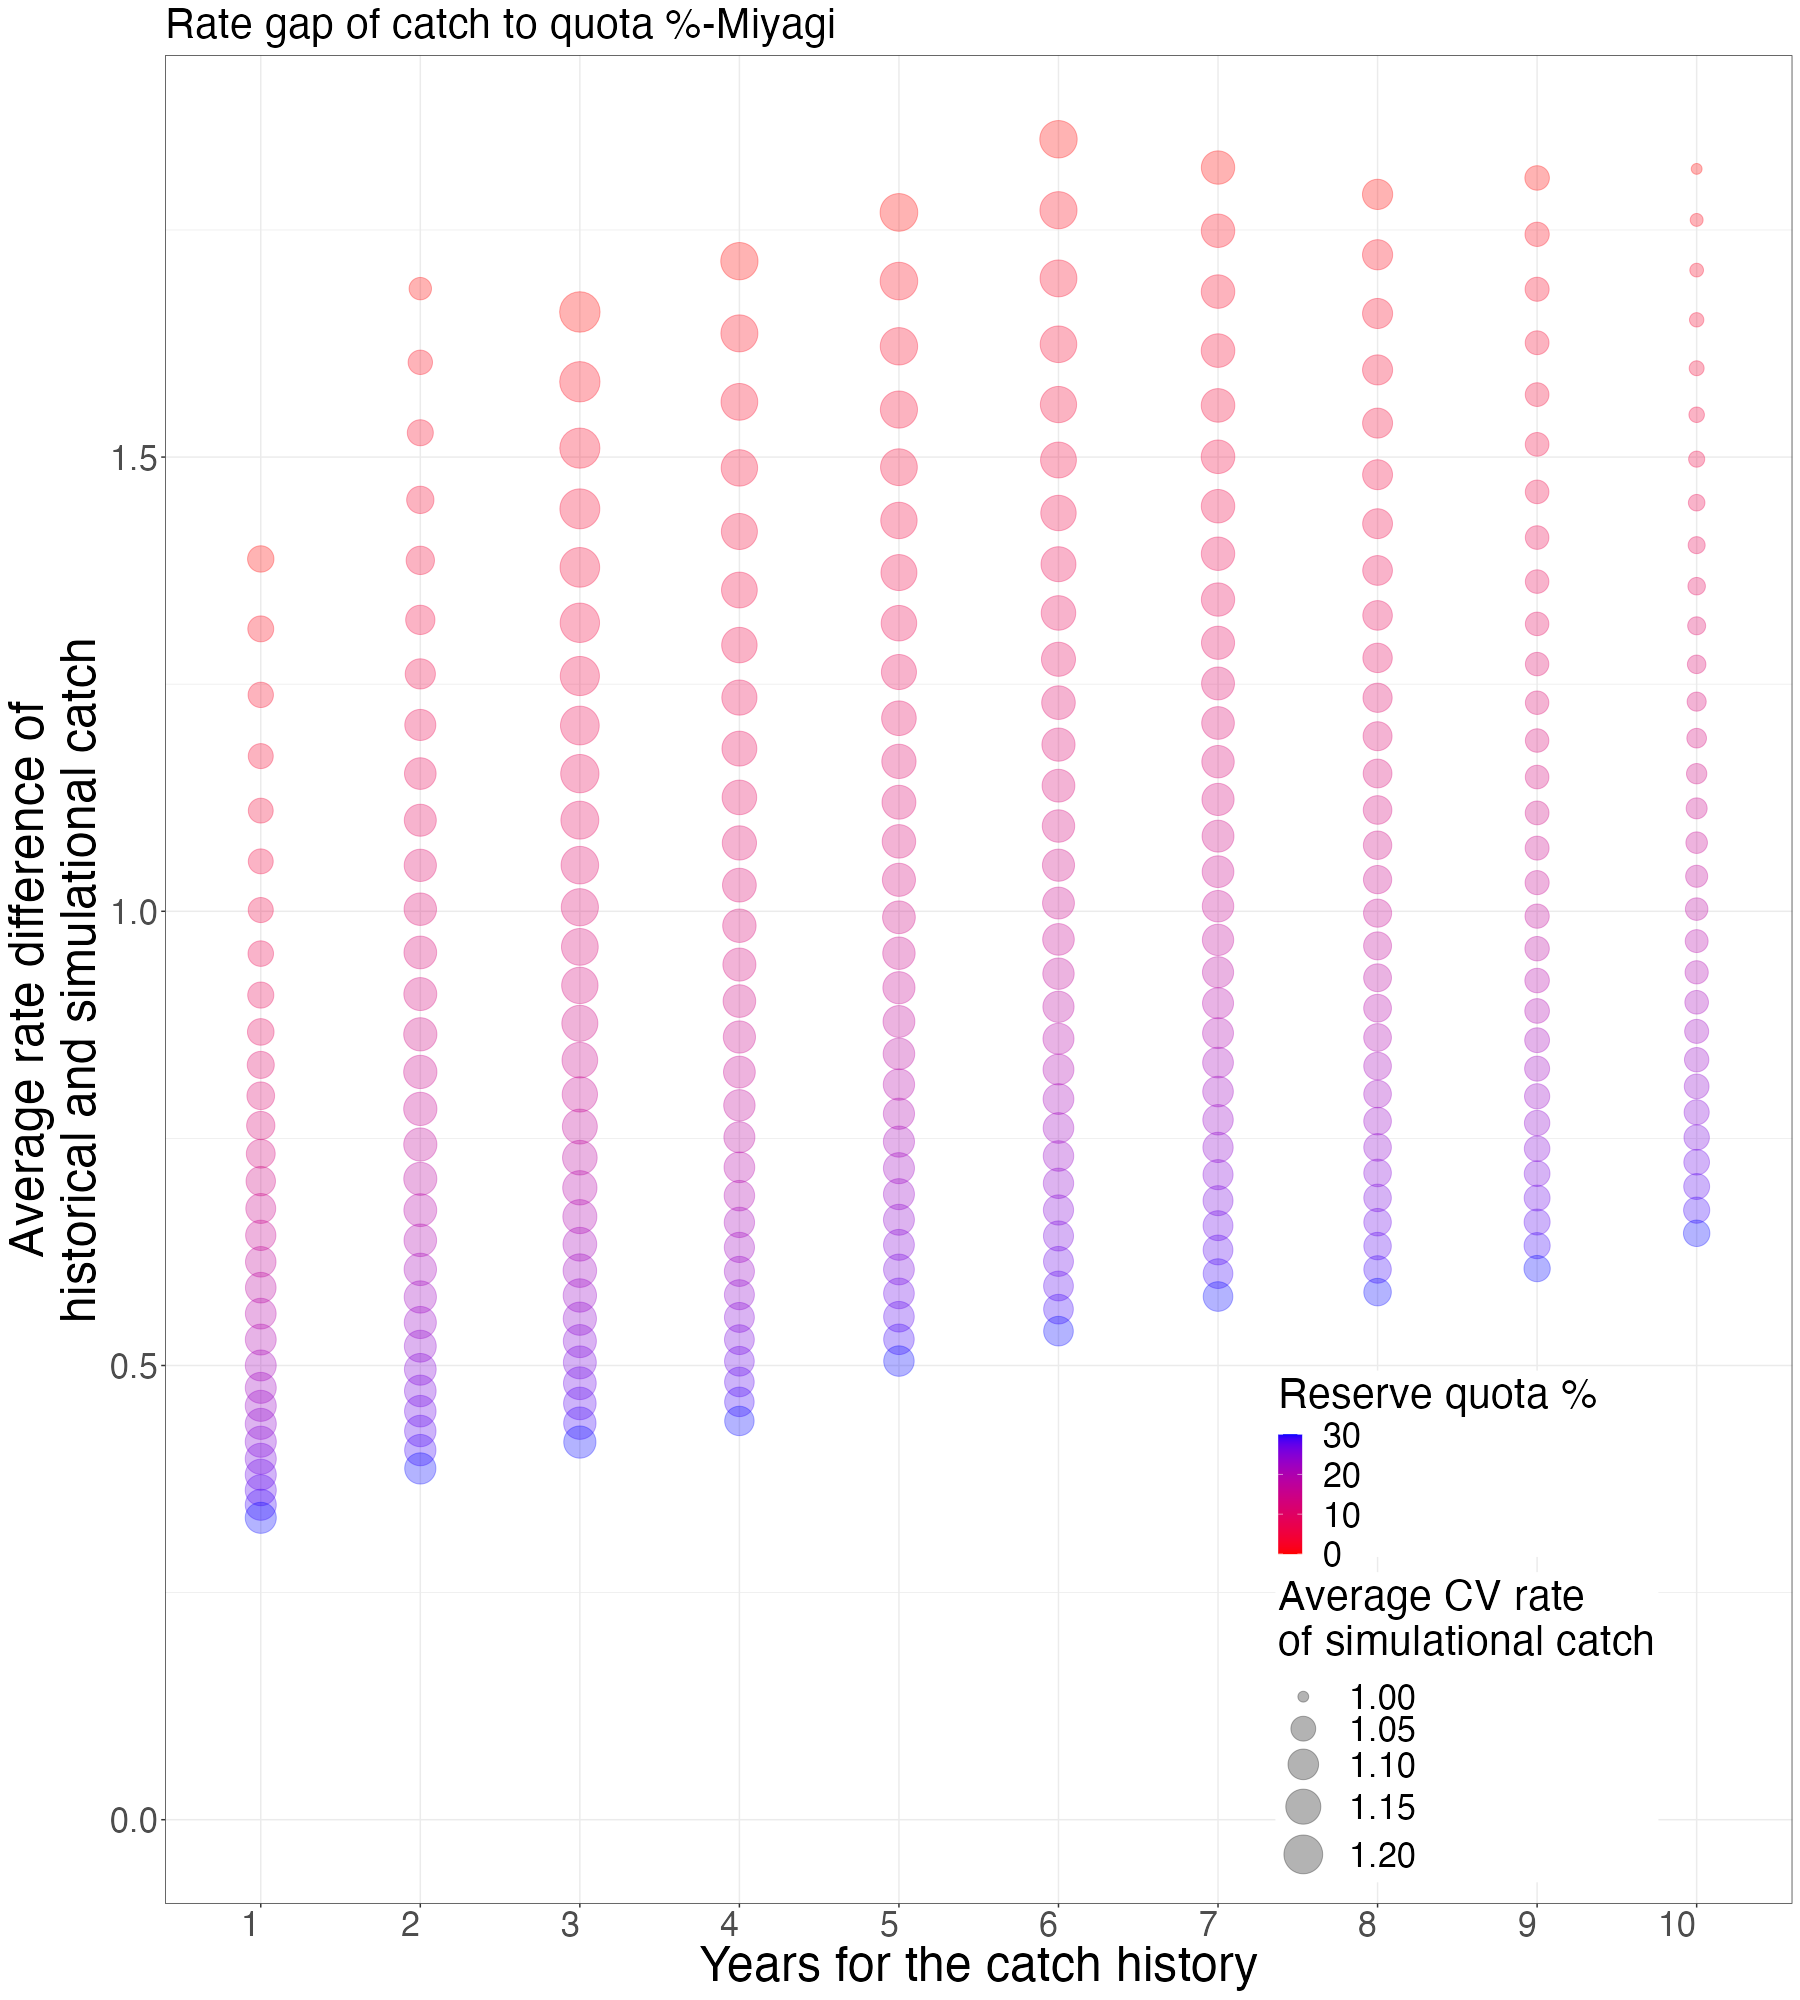 Rate gap of catch to quota %-Miyagi
Average rate difference of
historical and simulational catch
1.5
1.0
0.5
0.0
Reserve quota %
30
20
10
0
Average CV rate
of simulational catch
1.00
1.05
1.10
1.15
1.20
1 2 3 4 5 6 7 8 9 10
Years for the catch history